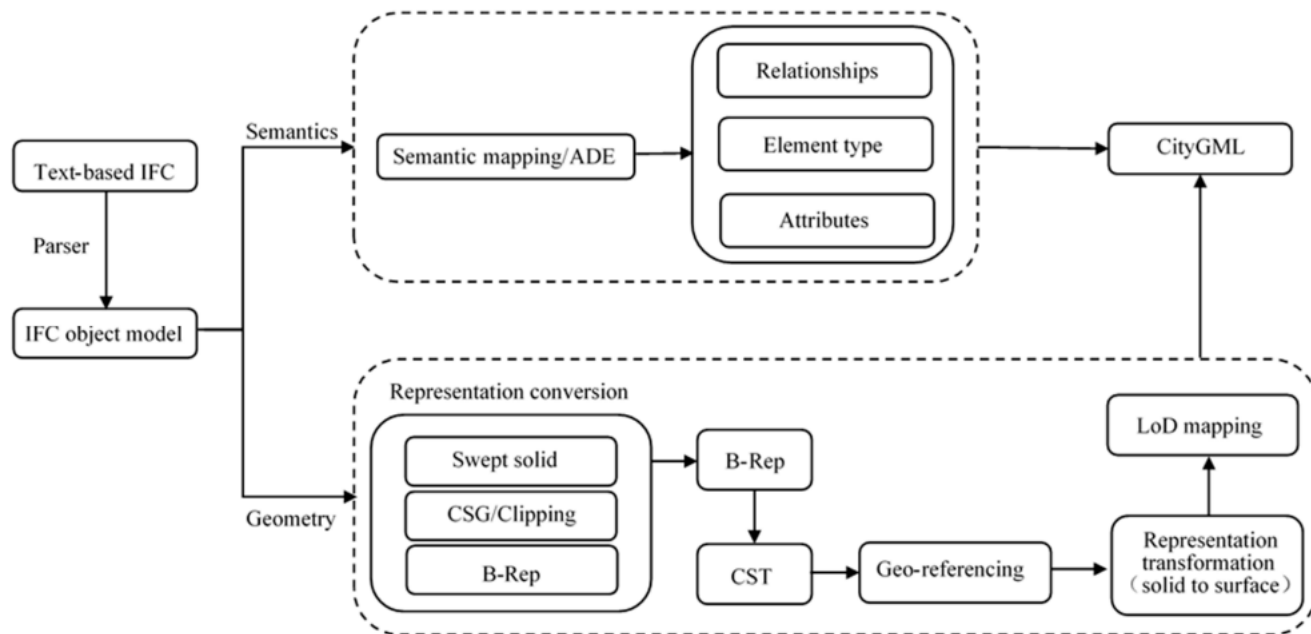 Relationships
Semantics
Semantic mapping/ADE
Element type
CityGML
Text-based IFC
Attributes
Parser
IFC object model
Representation conversion
Swept solid
B-Rep
LoD mapping
CSG/Clipping
Geometry
B-Rep
CST
Geo-referencing
Representation
transformation
（solid to surface）